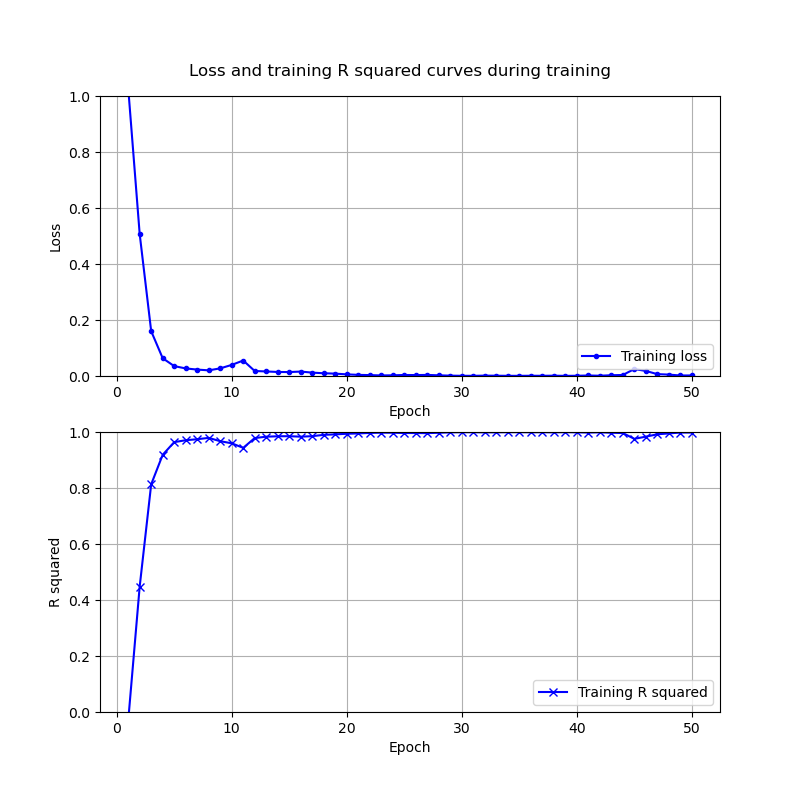 Loss and training R squared curves during training
1.0
0.8
0.6
0.4
0.2
0.0
Loss
Training loss
0 10 20 30 40 50
Epoch
1.0
0.8
0.6
0.4
0.2
0.0
R squared
Training R squared
0 10 20 30 40 50
Epoch